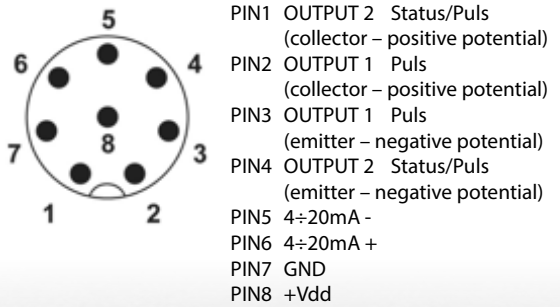 5
6
4
8
7
3
1
2
PIN1 OUTPUT 2 Status/Puls
(collector – positive potential)
PIN2 OUTPUT 1 Puls
(collector – positive potential)
PIN3 OUTPUT 1 Puls
(emitter – negative potential)
PIN4 OUTPUT 2 Status/Puls
(emitter – negative potential)
PIN5 4÷20mA -
PIN6 4÷20mA +
PIN7 GND
PIN8 +Vdd